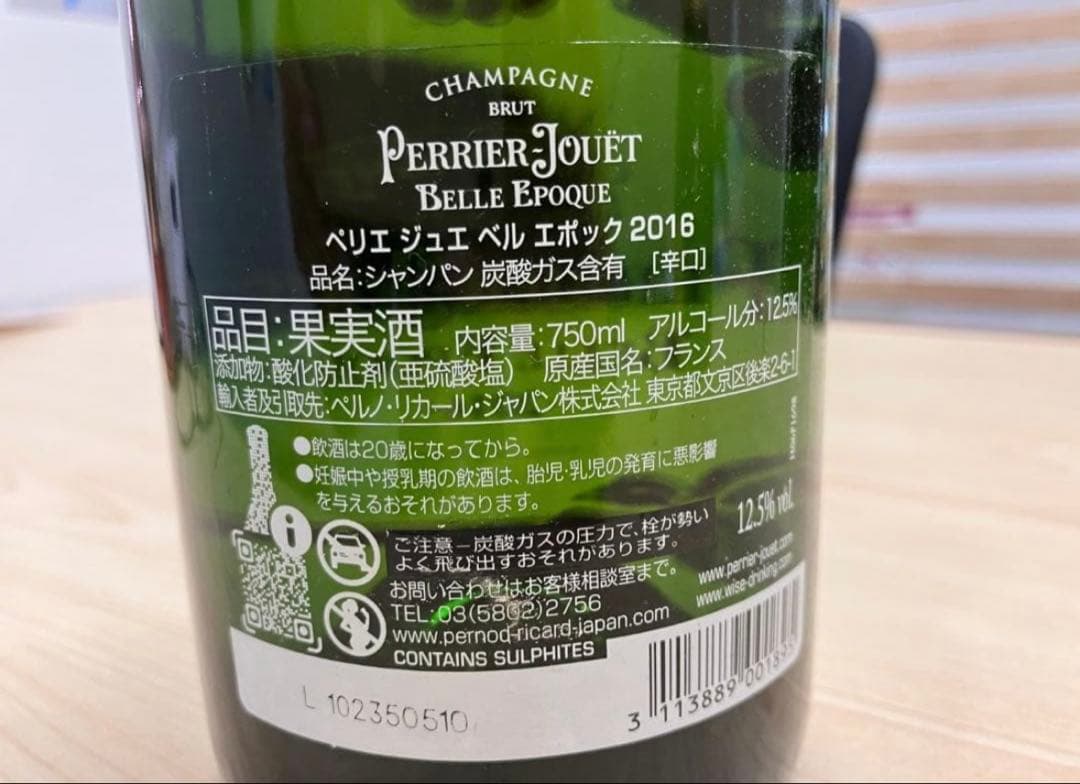 CHAMPAGNE
BRUT
PERRIER-JOUËT
BELLE EPOQUE
ペリエ ジュエ ベル エポック 2016
品名:シャンパン 炭酸ガス含有 [辛口]
品目:果実酒 内容量:750ml アルコール分:12.5%
添加物:酸化防止剤(亜硫酸塩) 原産国名:フランス
輸入者及引取先:ペルノ・リカール・ジャパン株式会社 東京都文京区後楽2-6-1
●飲酒は20歳になってから。
●妊娠中や授乳期の飲酒は、胎児・乳児の発育に悪影響
を与えるおそれがあります。
12.5% vol.
ご注意-炭酸ガスの圧力で、栓が勢い
よく飛び出すおそれがあります。
お問い合わせはお客様相談室まで。
TEL:03(5802)2756
www.pernod-ricard-japan.com
CONTAINS SULPHITES
www.perrier-jouet.com
www.wise-drinking.com
L 102350510
3 113889 00189